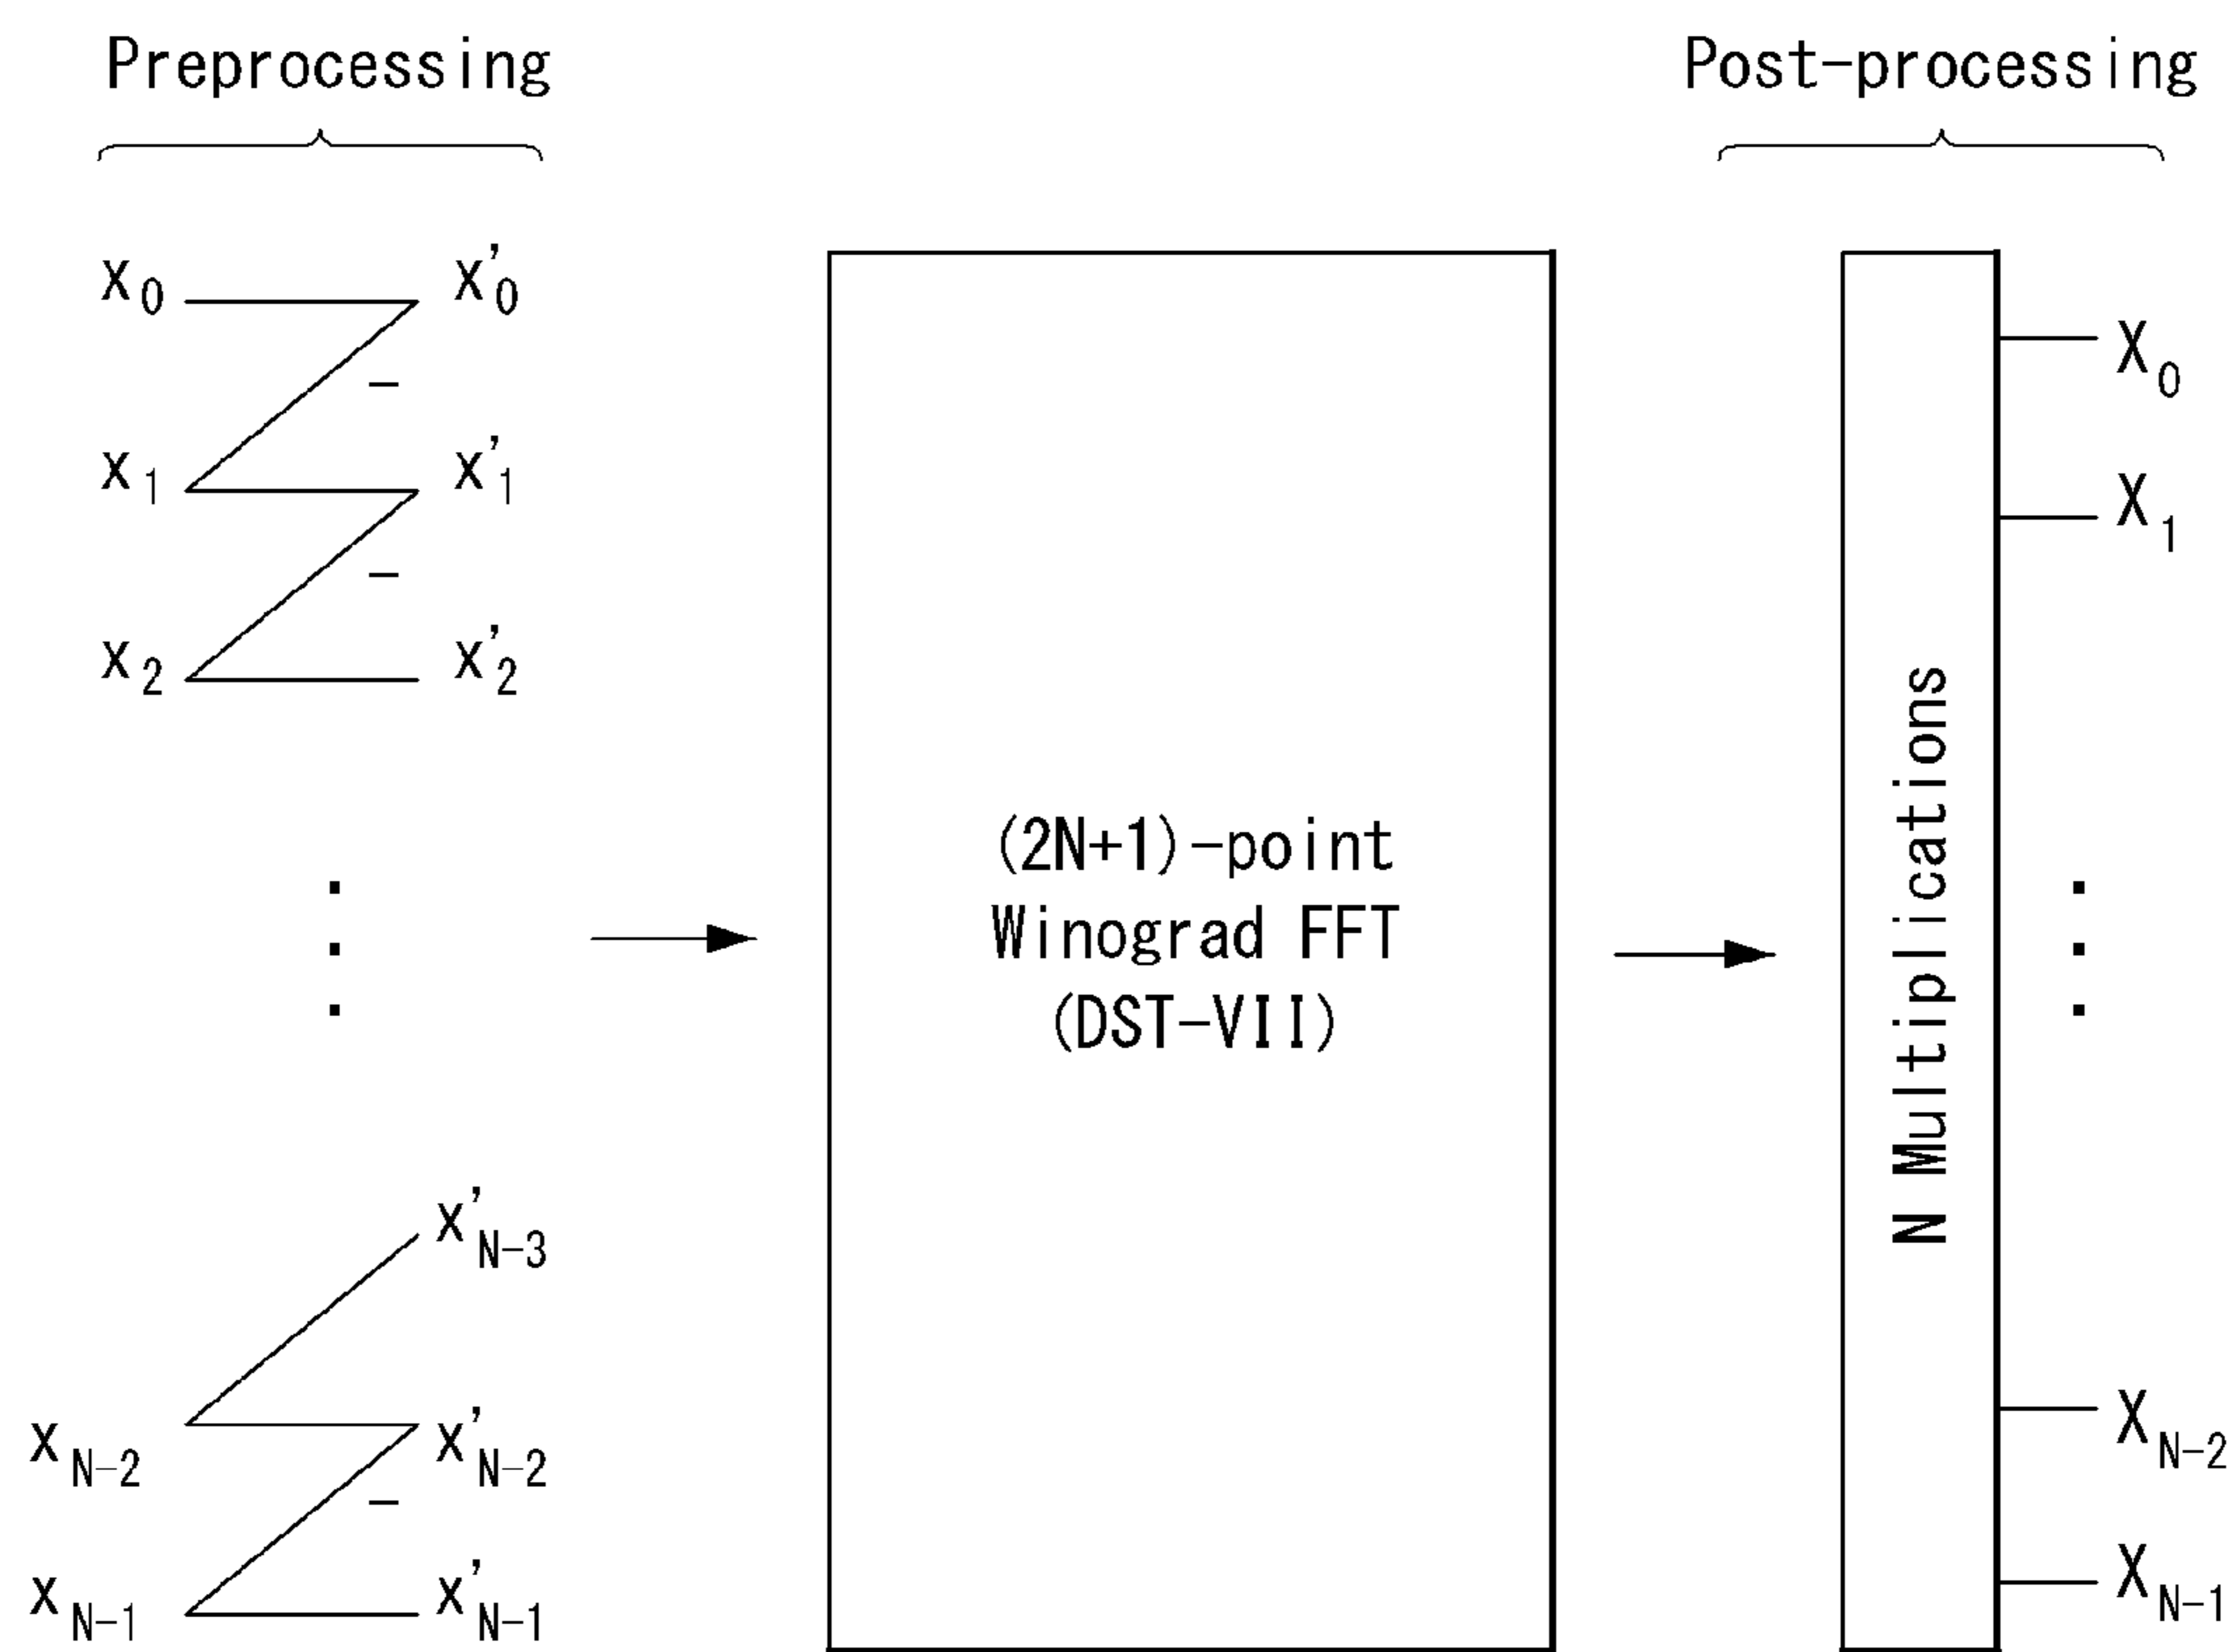 Preprocessing
Post-processing
x0 x'0
x1 x'1
x2 x'2
x'N-3
xN-2 x'N-2
xN-1 x'N-1
−
−
−
(2N+1)-point
Winograd FFT
(DST-VII)
N Multiplications
X0
X1
XN-2
XN-1